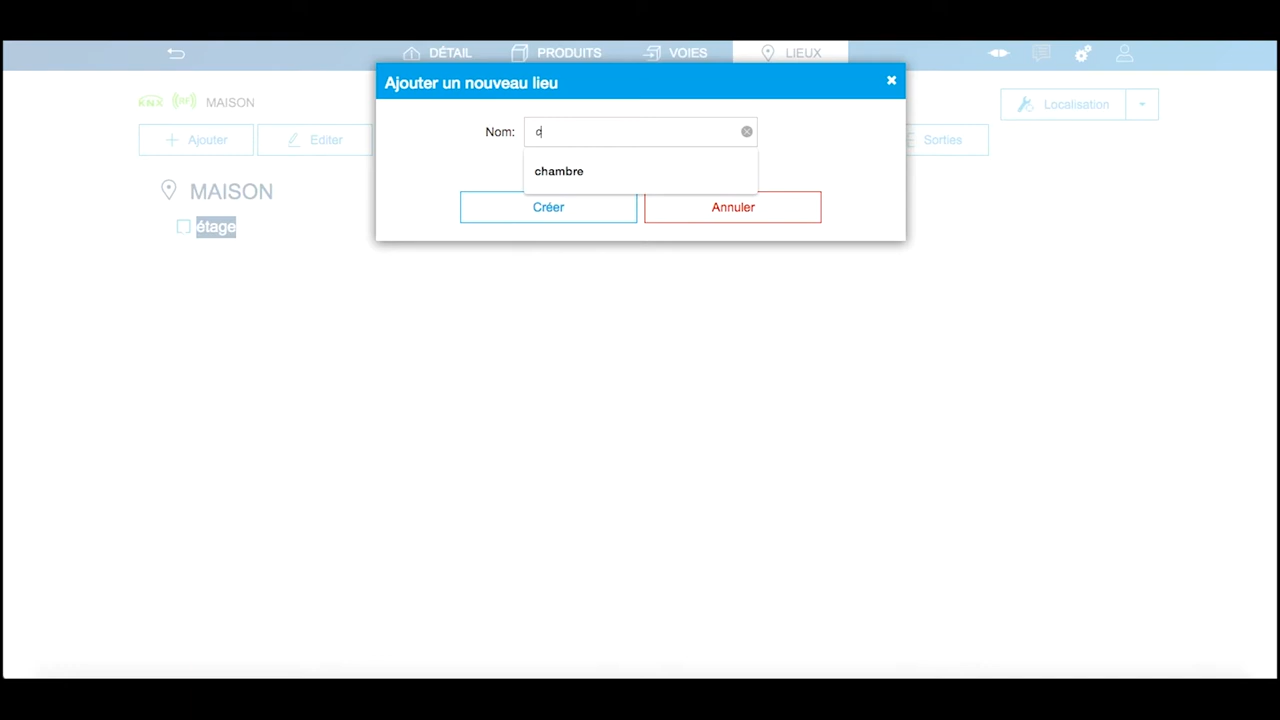 DÉTAIL PRODUITS VOIES LIEUX
Ajouter un nouveau lieu
KNX RF MAISON
Localisation
Nom: c
Ajouter Editer Sorties
chambre
MAISON
Créer Annuler
étage